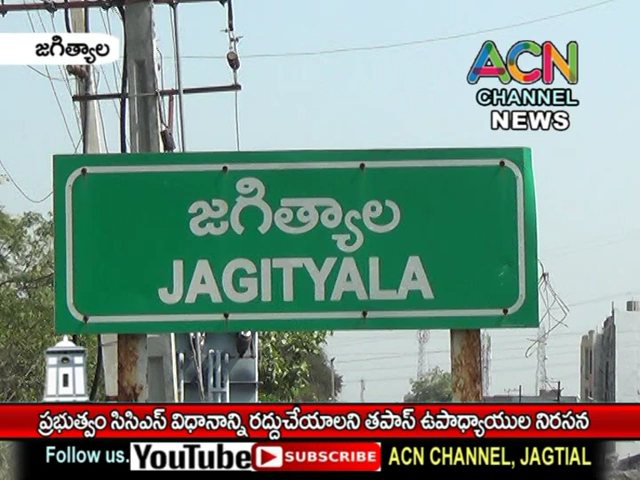 జగిత్యాల
ACN
CHANNEL
NEWS
జగిత్యాల
JAGITYALA
ప్రభుత్వం సిసిఎస్ విధానాన్ని రద్దుచేయాలని తపాస్ ఉపాధ్యాయుల నిరసన
Follow us. YouTube SUBSCRIBE ACN CHANNEL, JAGTIAL